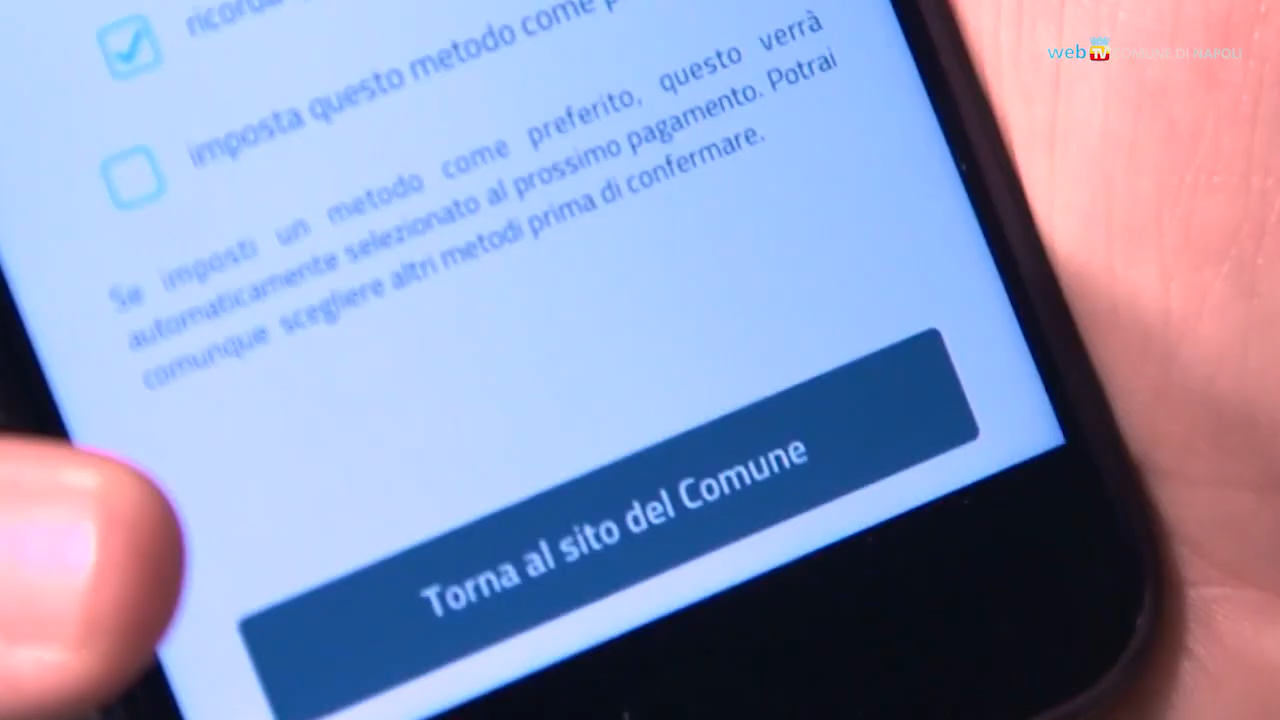 web TV COMUNE DI NAPOLI
imposta questo metodo come
Se imposti un metodo come preferito, questo verrà
automaticamente selezionato al prossimo pagamento. Potrai
comunque scegliere altri metodi prima di confermare.
Torna al sito del Comune